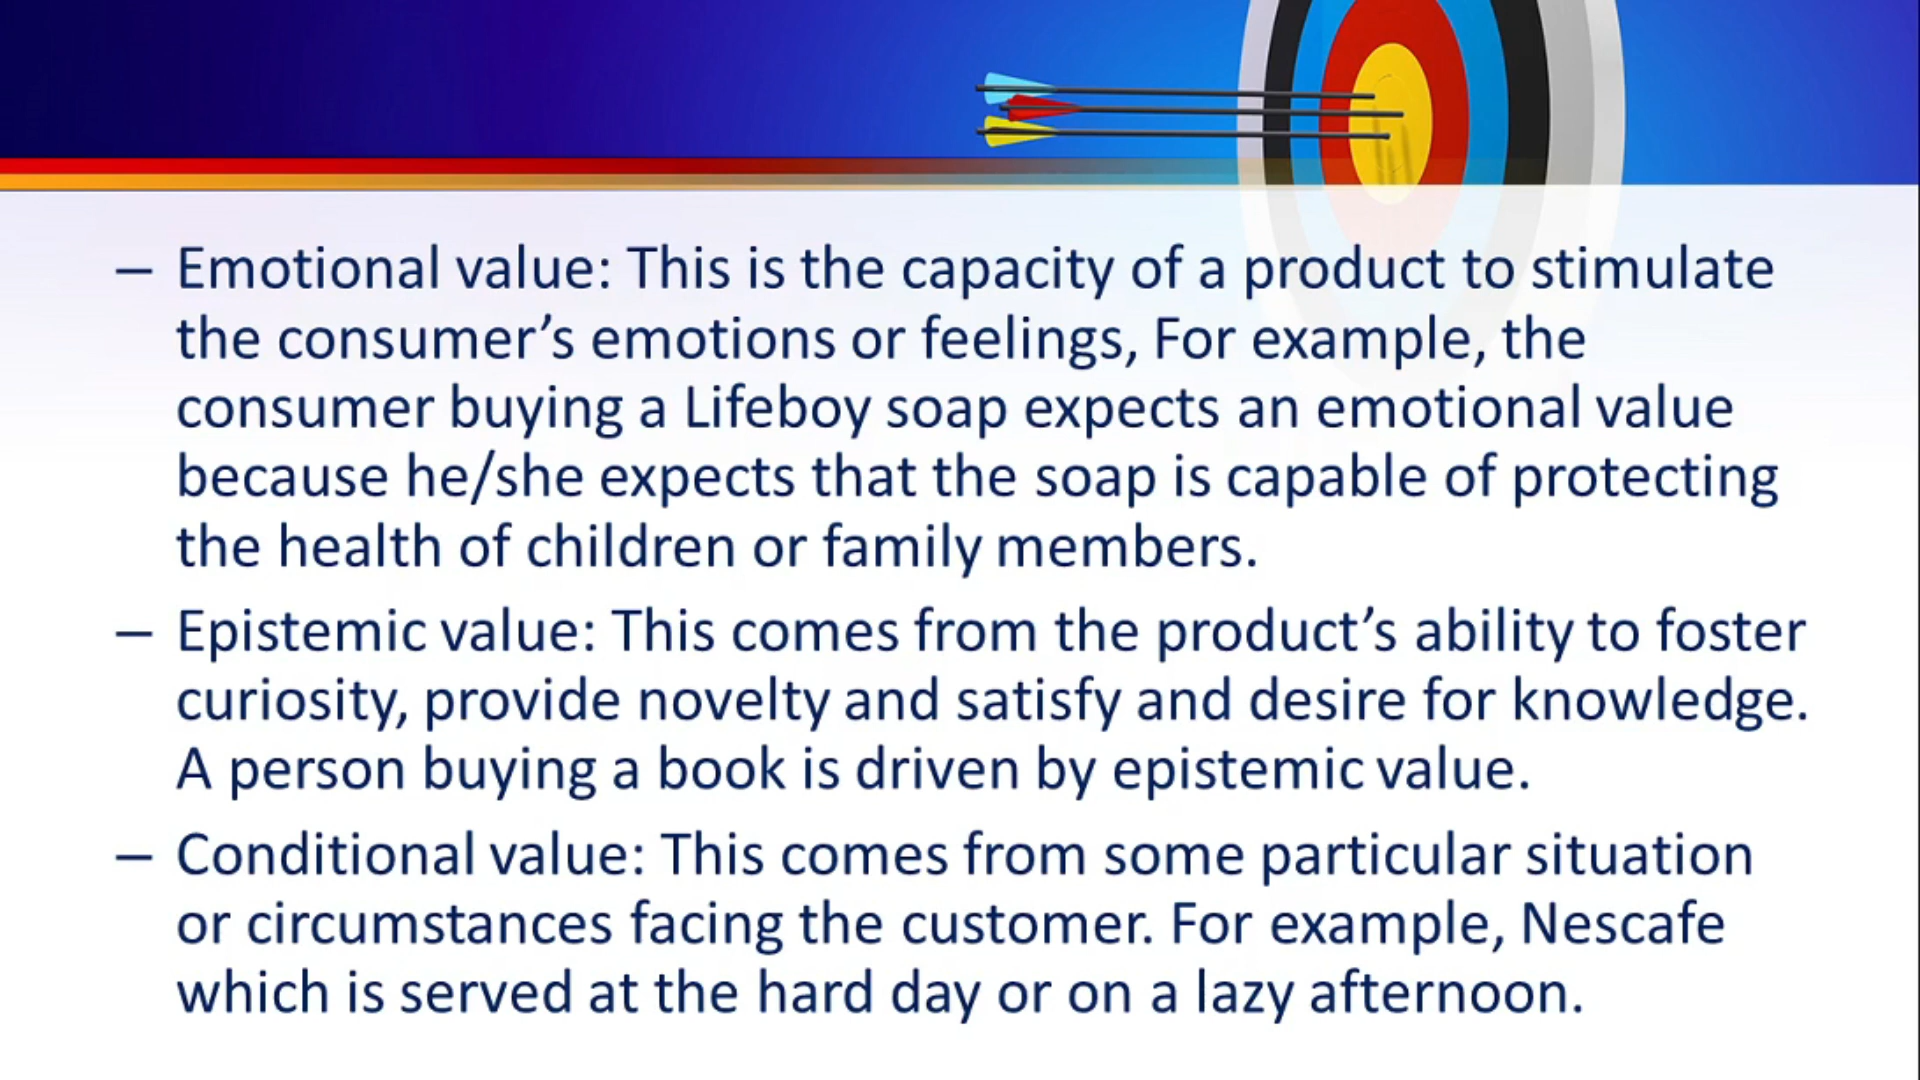 – Emotional value: This is the capacity of a product to stimulate
the consumer’s emotions or feelings, For example, the
consumer buying a Lifeboy soap expects an emotional value
because he/she expects that the soap is capable of protecting
the health of children or family members.
– Epistemic value: This comes from the product’s ability to foster
curiosity, provide novelty and satisfy and desire for knowledge.
A person buying a book is driven by epistemic value.
– Conditional value: This comes from some particular situation
or circumstances facing the customer. For example, Nescafe
which is served at the hard day or on a lazy afternoon.